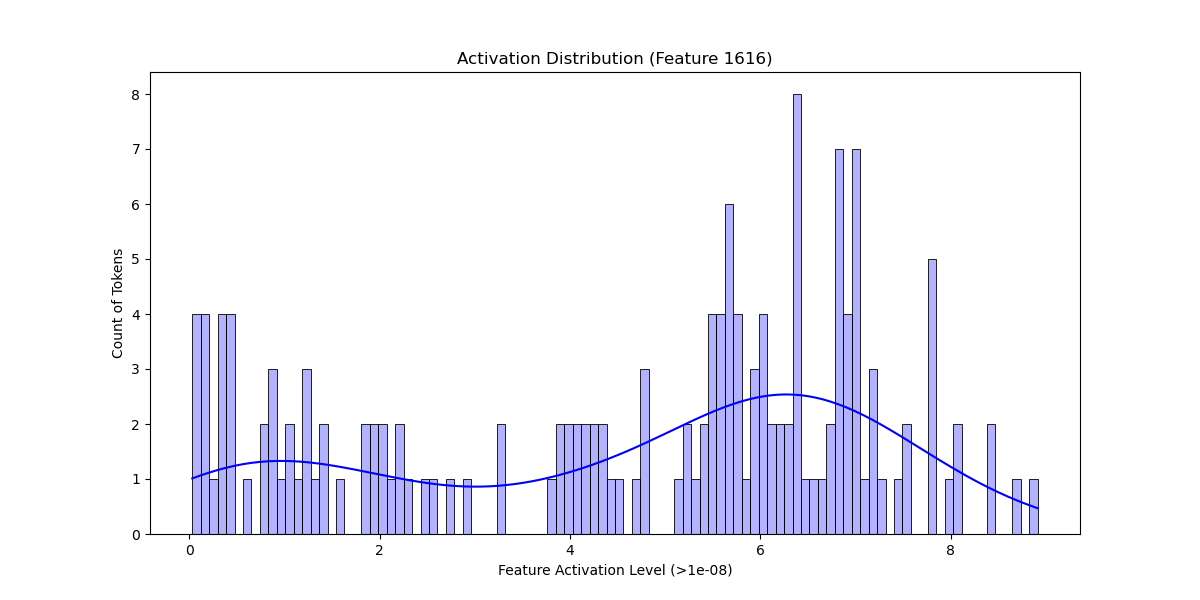 Activation Distribution (Feature 1616)
8
7
6
5
4
3
2
1
0
Count of Tokens
0 2 4 6 8
Feature Activation Level (>1e-08)